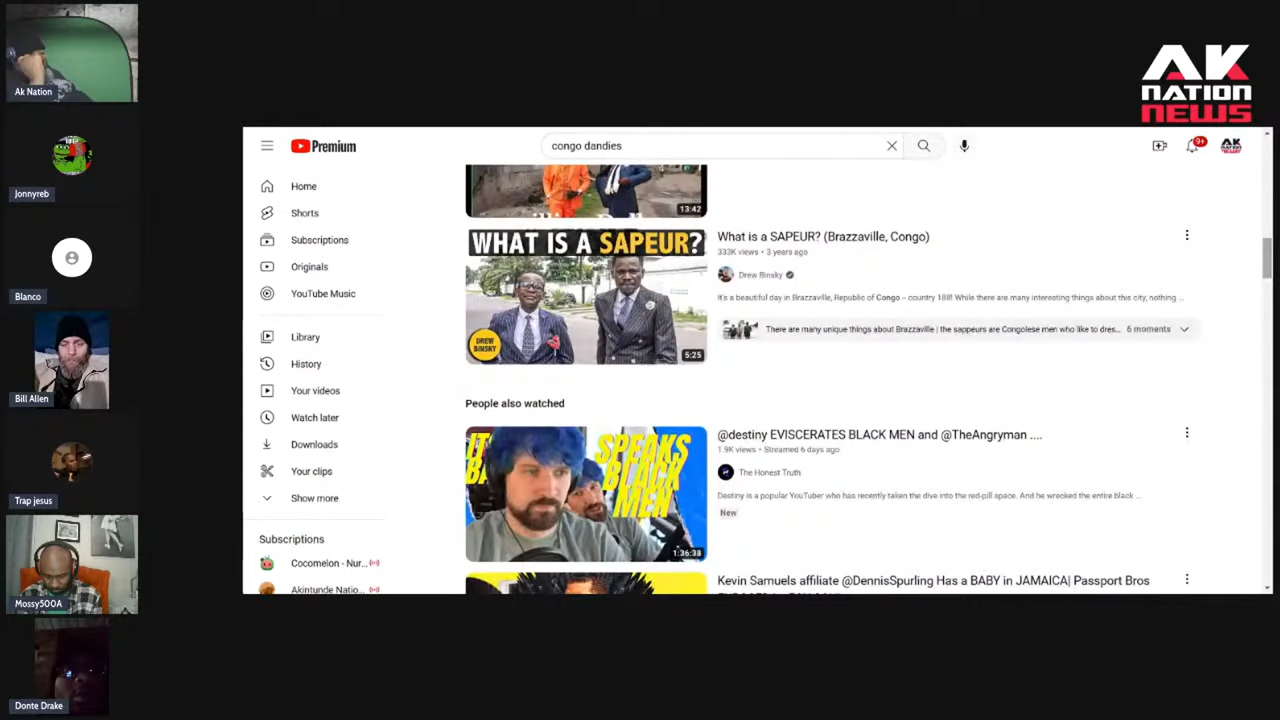 Ak Nation
Jonnyreb
Blanco
Bill Allen
Trap jesus
Mossy500A
Donte Drake
AK
NATION
NEWS
Premium
congo dandies
9+
Home
Shorts
Subscriptions
Originals
YouTube Music
Library
History
Your videos
Watch later
Downloads
Your clips
Show more
Subscriptions
Cocomelon - Nur...
Akintunde Natio...
13:42
WHAT IS A SAPEUR?
DREW
BINSKY
5:25
What is a SAPEUR? (Brazzaville, Congo)
333K views • 3 years ago
Drew Binsky
It's a beautiful day in Brazzaville, Republic of Congo – country 188! While there are many interesting things about this city, nothing ...
There are many unique things about Brazzaville | the sappeurs are Congolese men who like to dres...
6 moments
People also watched
SPEAKS
BLACK
MEN
1:36:38
@destiny EVISCERATES BLACK MEN and @TheAngryman ....
1.9K views • Streamed 6 days ago
The Honest Truth
Destiny is a popular YouTuber who has recently taken the dive into the red-pill space. And he wrecked the entire black ...
New
Kevin Samuels affiliate @DennisSpurling Has a BABY in JAMAICA| Passport Bros